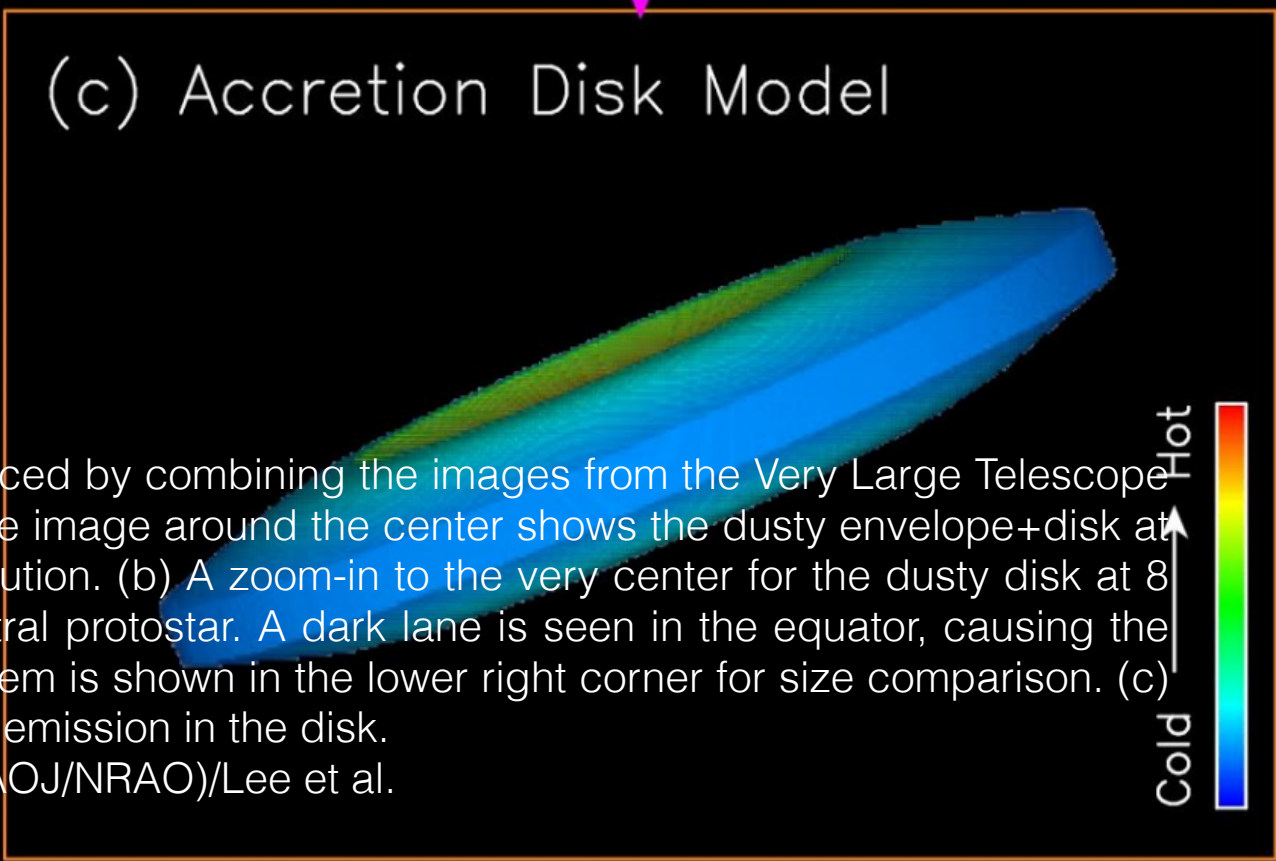 (c) Accretion Disk Model
Hot
ced by combining the images from the Very Large Telescope
e image around the center shows the dusty envelope+disk at
ution. (b) A zoom-in to the very center for the dusty disk at 8
tral protostar. A dark lane is seen in the equator, causing the
em is shown in the lower right corner for size comparison. (c)
emission in the disk.
AOJ/NRAO)/Lee et al.
Cold